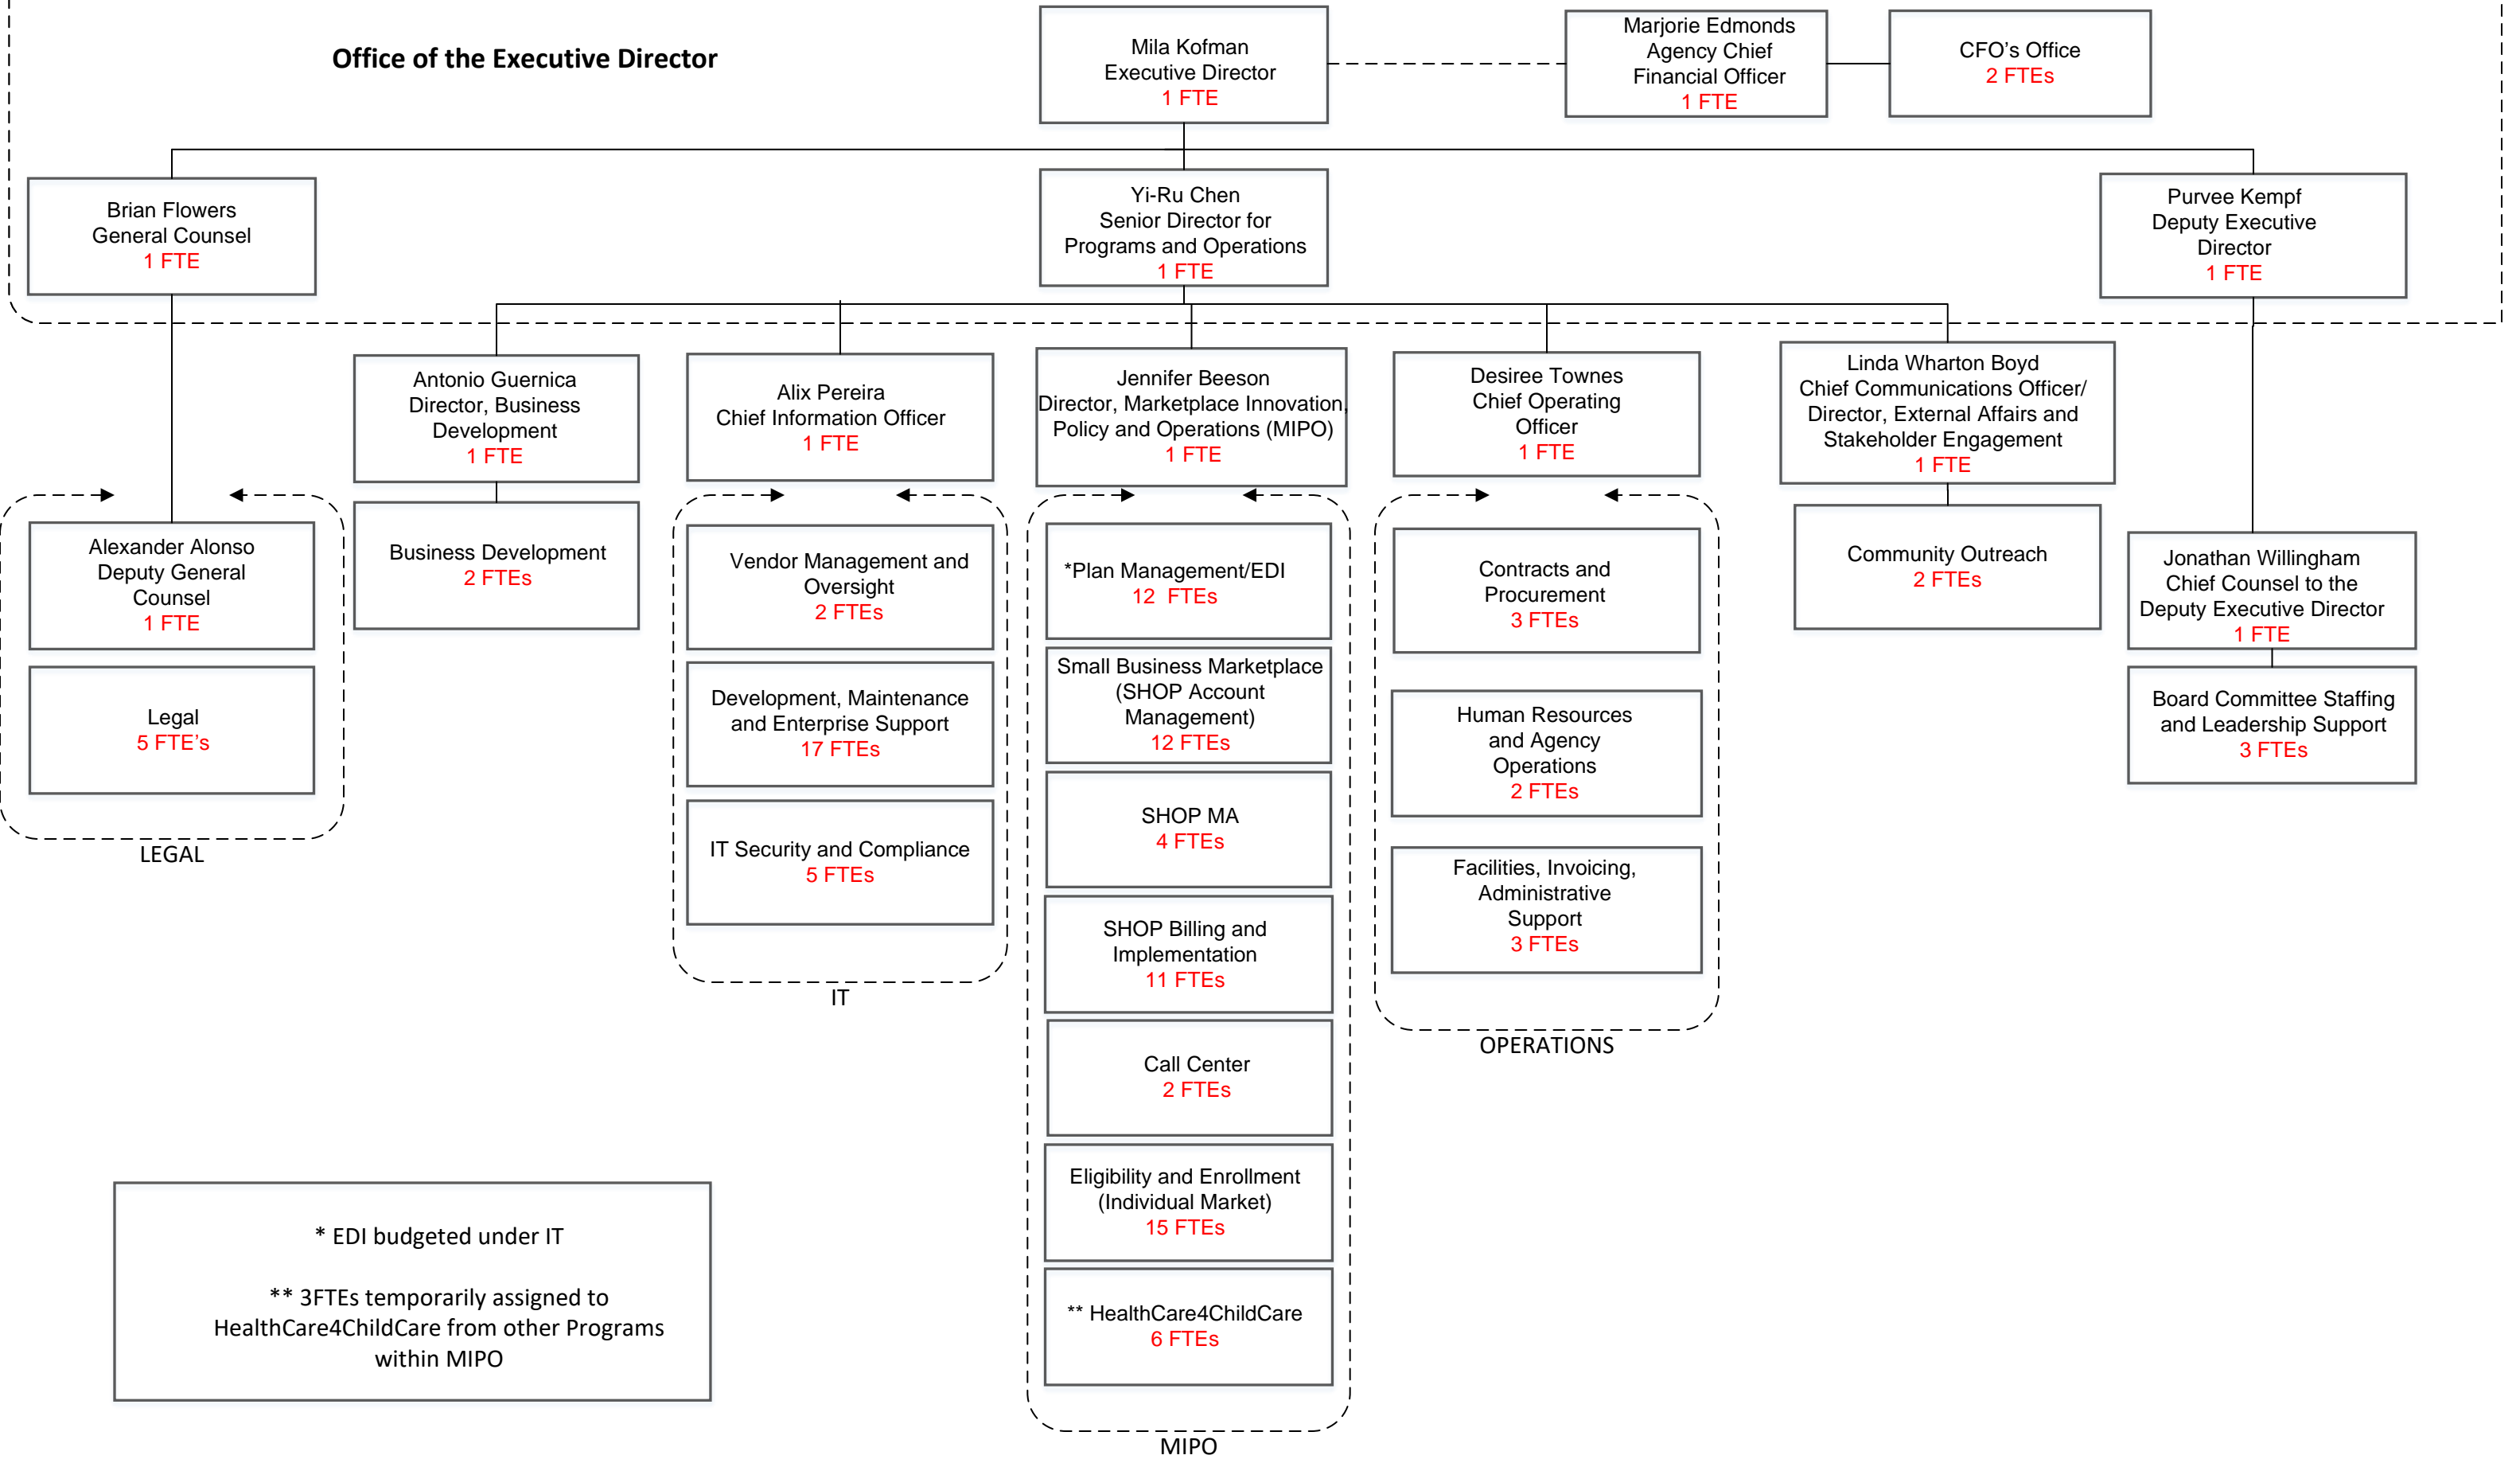 Office of the Executive Director
Mila Kofman
Executive Director
1 FTE
Marjorie Edmonds
Agency Chief
Financial Officer
1 FTE
CFO’s Office
2 FTEs
Brian Flowers
General Counsel
1 FTE
Yi-Ru Chen
Senior Director for
Programs and Operations
1 FTE
Purvee Kempf
Deputy Executive
Director
1 FTE
Antonio Guernica
Director, Business
Development
1 FTE
Alix Pereira
Chief Information Officer
1 FTE
Jennifer Beeson
Director, Marketplace Innovation,
Policy and Operations (MIPO)
1 FTE
Desiree Townes
Chief Operating
Officer
1 FTE
Linda Wharton Boyd
Chief Communications Officer/
Director, External Affairs and
Stakeholder Engagement
1 FTE
Alexander Alonso
Deputy General
Counsel
1 FTE
Legal
5 FTE’s
LEGAL
Business Development
2 FTEs
Vendor Management and
Oversight
2 FTEs
Development, Maintenance
and Enterprise Support
17 FTEs
IT Security and Compliance
5 FTEs
IT
*Plan Management/EDI
12 FTEs
Small Business Marketplace
(SHOP Account
Management)
12 FTEs
SHOP MA
4 FTEs
SHOP Billing and
Implementation
11 FTEs
Call Center
2 FTEs
Eligibility and Enrollment
(Individual Market)
15 FTEs
** HealthCare4ChildCare
6 FTEs
MIPO
Contracts and
Procurement
3 FTEs
Human Resources
and Agency
Operations
2 FTEs
Facilities, Invoicing,
Administrative
Support
3 FTEs
OPERATIONS
Community Outreach
2 FTEs
Jonathan Willingham
Chief Counsel to the
Deputy Executive Director
1 FTE
Board Committee Staffing
and Leadership Support
3 FTEs
* EDI budgeted under IT
** 3FTEs temporarily assigned to
HealthCare4ChildCare from other Programs
within MIPO